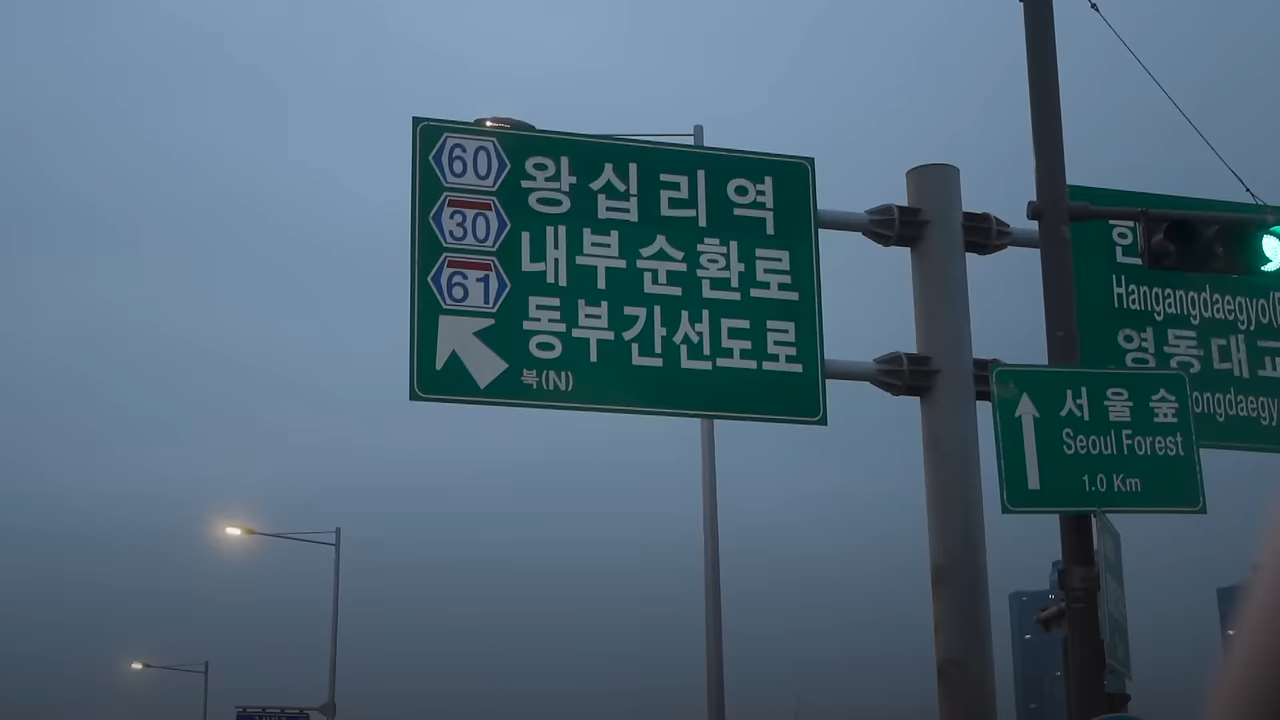 60
30
61
왕십리역
내부순환로
동부간선도로
북(N)
Hangangdaegyo(
영동대교
서울숲
Seoul Forest
1.0 Km